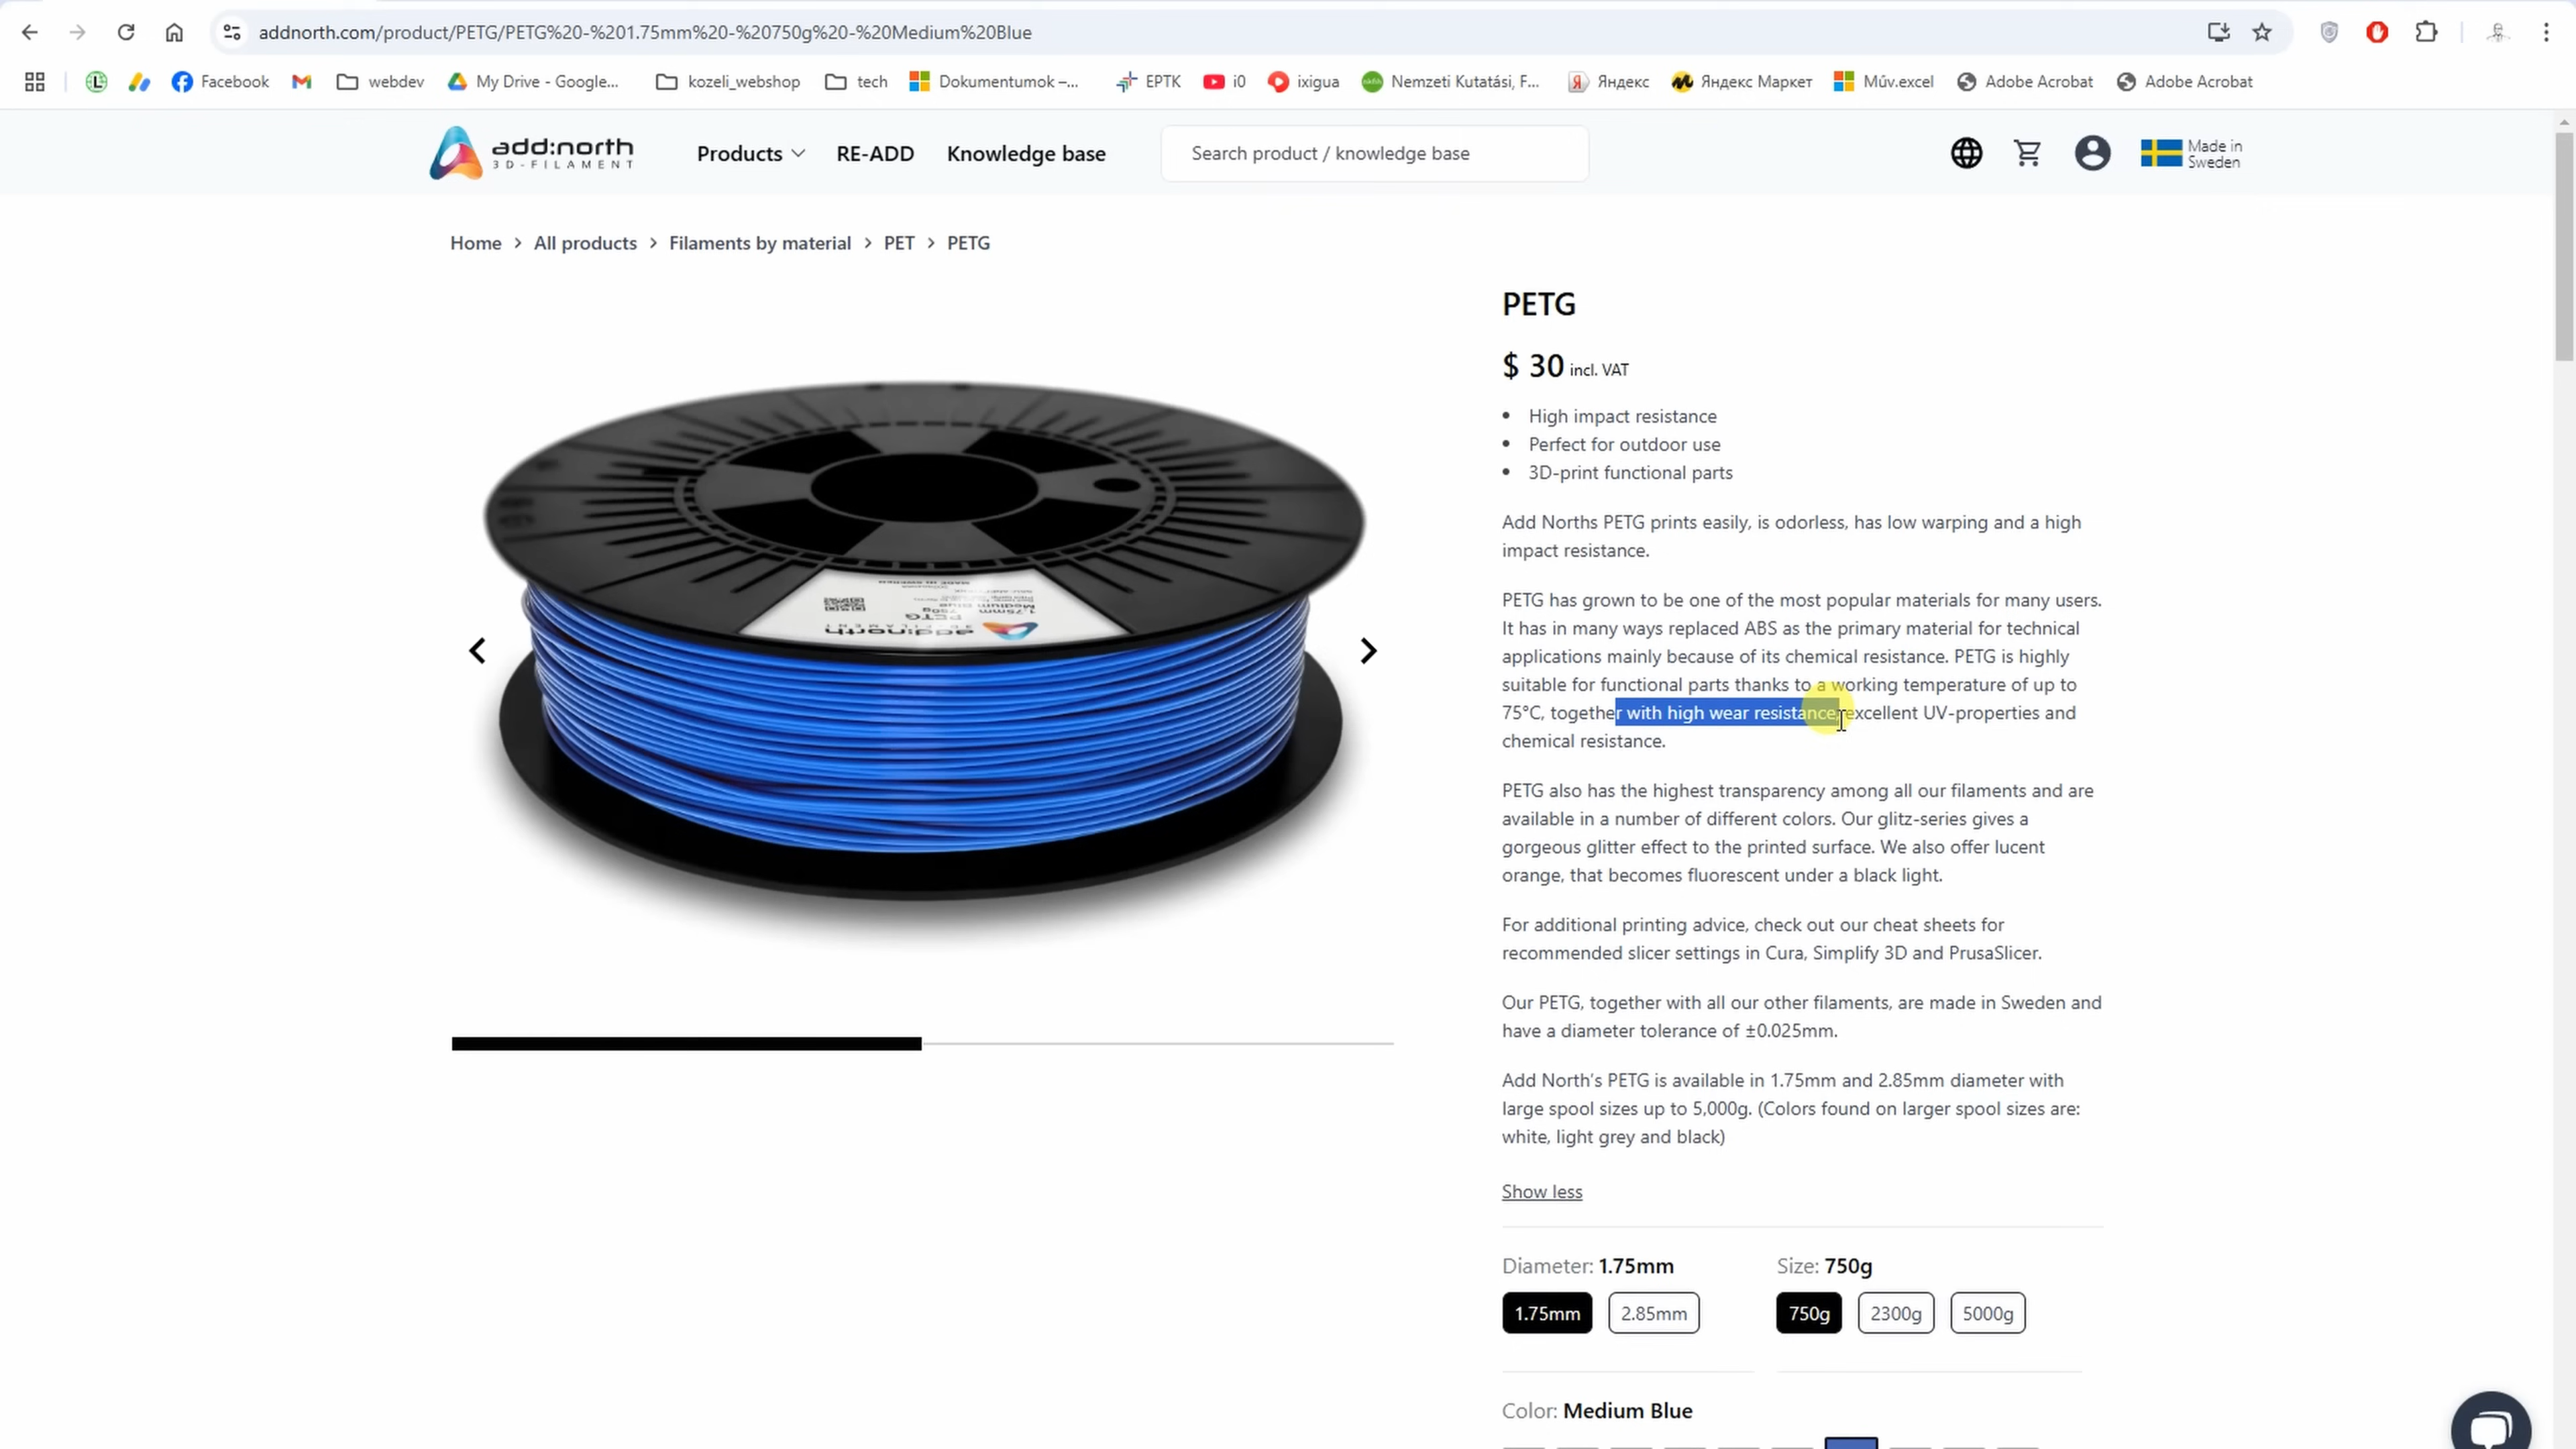 addnorth.com/product/PETG/PETG%20-%201.75mm%20-%20750g%20-%20Medium%20Blue
Facebook
webdev
My Drive - Google...
kozeli_webshop
tech
Dokumentumok –...
EPTK
i0
ixigua
Nemzeti Kutatási, F...
Яндекс
Яндекс Маркет
Műv.excel
Adobe Acrobat
Adobe Acrobat
add:north
3D-FILAMENT
Products
RE-ADD
Knowledge base
Search product / knowledge base
Made in
Sweden
Home > All products > Filaments by material > PET > PETG
PETG
$ 30 incl. VAT
• High impact resistance
• Perfect for outdoor use
• 3D-print functional parts
Add Norths PETG prints easily, is odorless, has low warping and a high
impact resistance.
PETG has grown to be one of the most popular materials for many users.
It has in many ways replaced ABS as the primary material for technical
applications mainly because of its chemical resistance. PETG is highly
suitable for functional parts thanks to a working temperature of up to
75°C, together with high wear resistance, excellent UV-properties and
chemical resistance.
PETG also has the highest transparency among all our filaments and are
available in a number of different colors. Our glitz-series gives a
gorgeous glitter effect to the printed surface. We also offer lucent
orange, that becomes fluorescent under a black light.
For additional printing advice, check out our cheat sheets for
recommended slicer settings in Cura, Simplify 3D and PrusaSlicer.
Our PETG, together with all our other filaments, are made in Sweden and
have a diameter tolerance of ±0.025mm.
Add North's PETG is available in 1.75mm and 2.85mm diameter with
large spool sizes up to 5,000g. (Colors found on larger spool sizes are:
white, light grey and black)
Show less
Diameter: 1.75mm
1.75mm
2.85mm
Size: 750g
750g
2300g
5000g
Color: Medium Blue
add:north
PETG
Medium Blue
1.75mm
750g